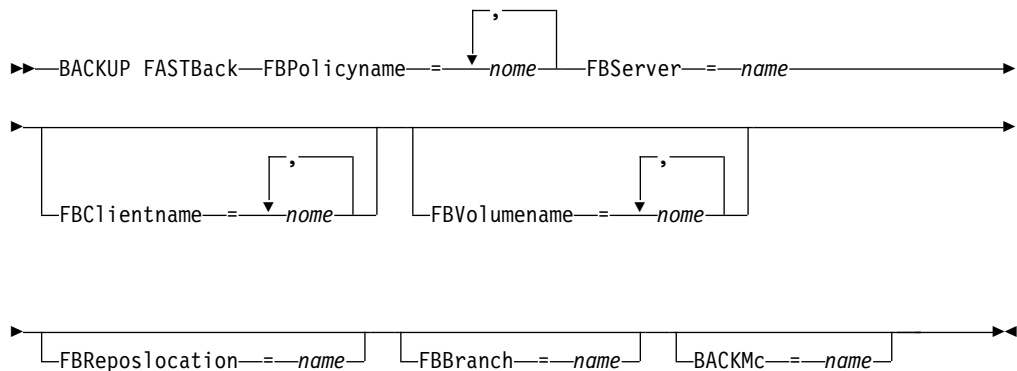 ,
BACKUP FASTBack FBPolicyname = nome FBServer = name
, ,
FBClientname = nome FBVolumename = nome
FBReposlocation = name FBBranch = name BACKMc = name